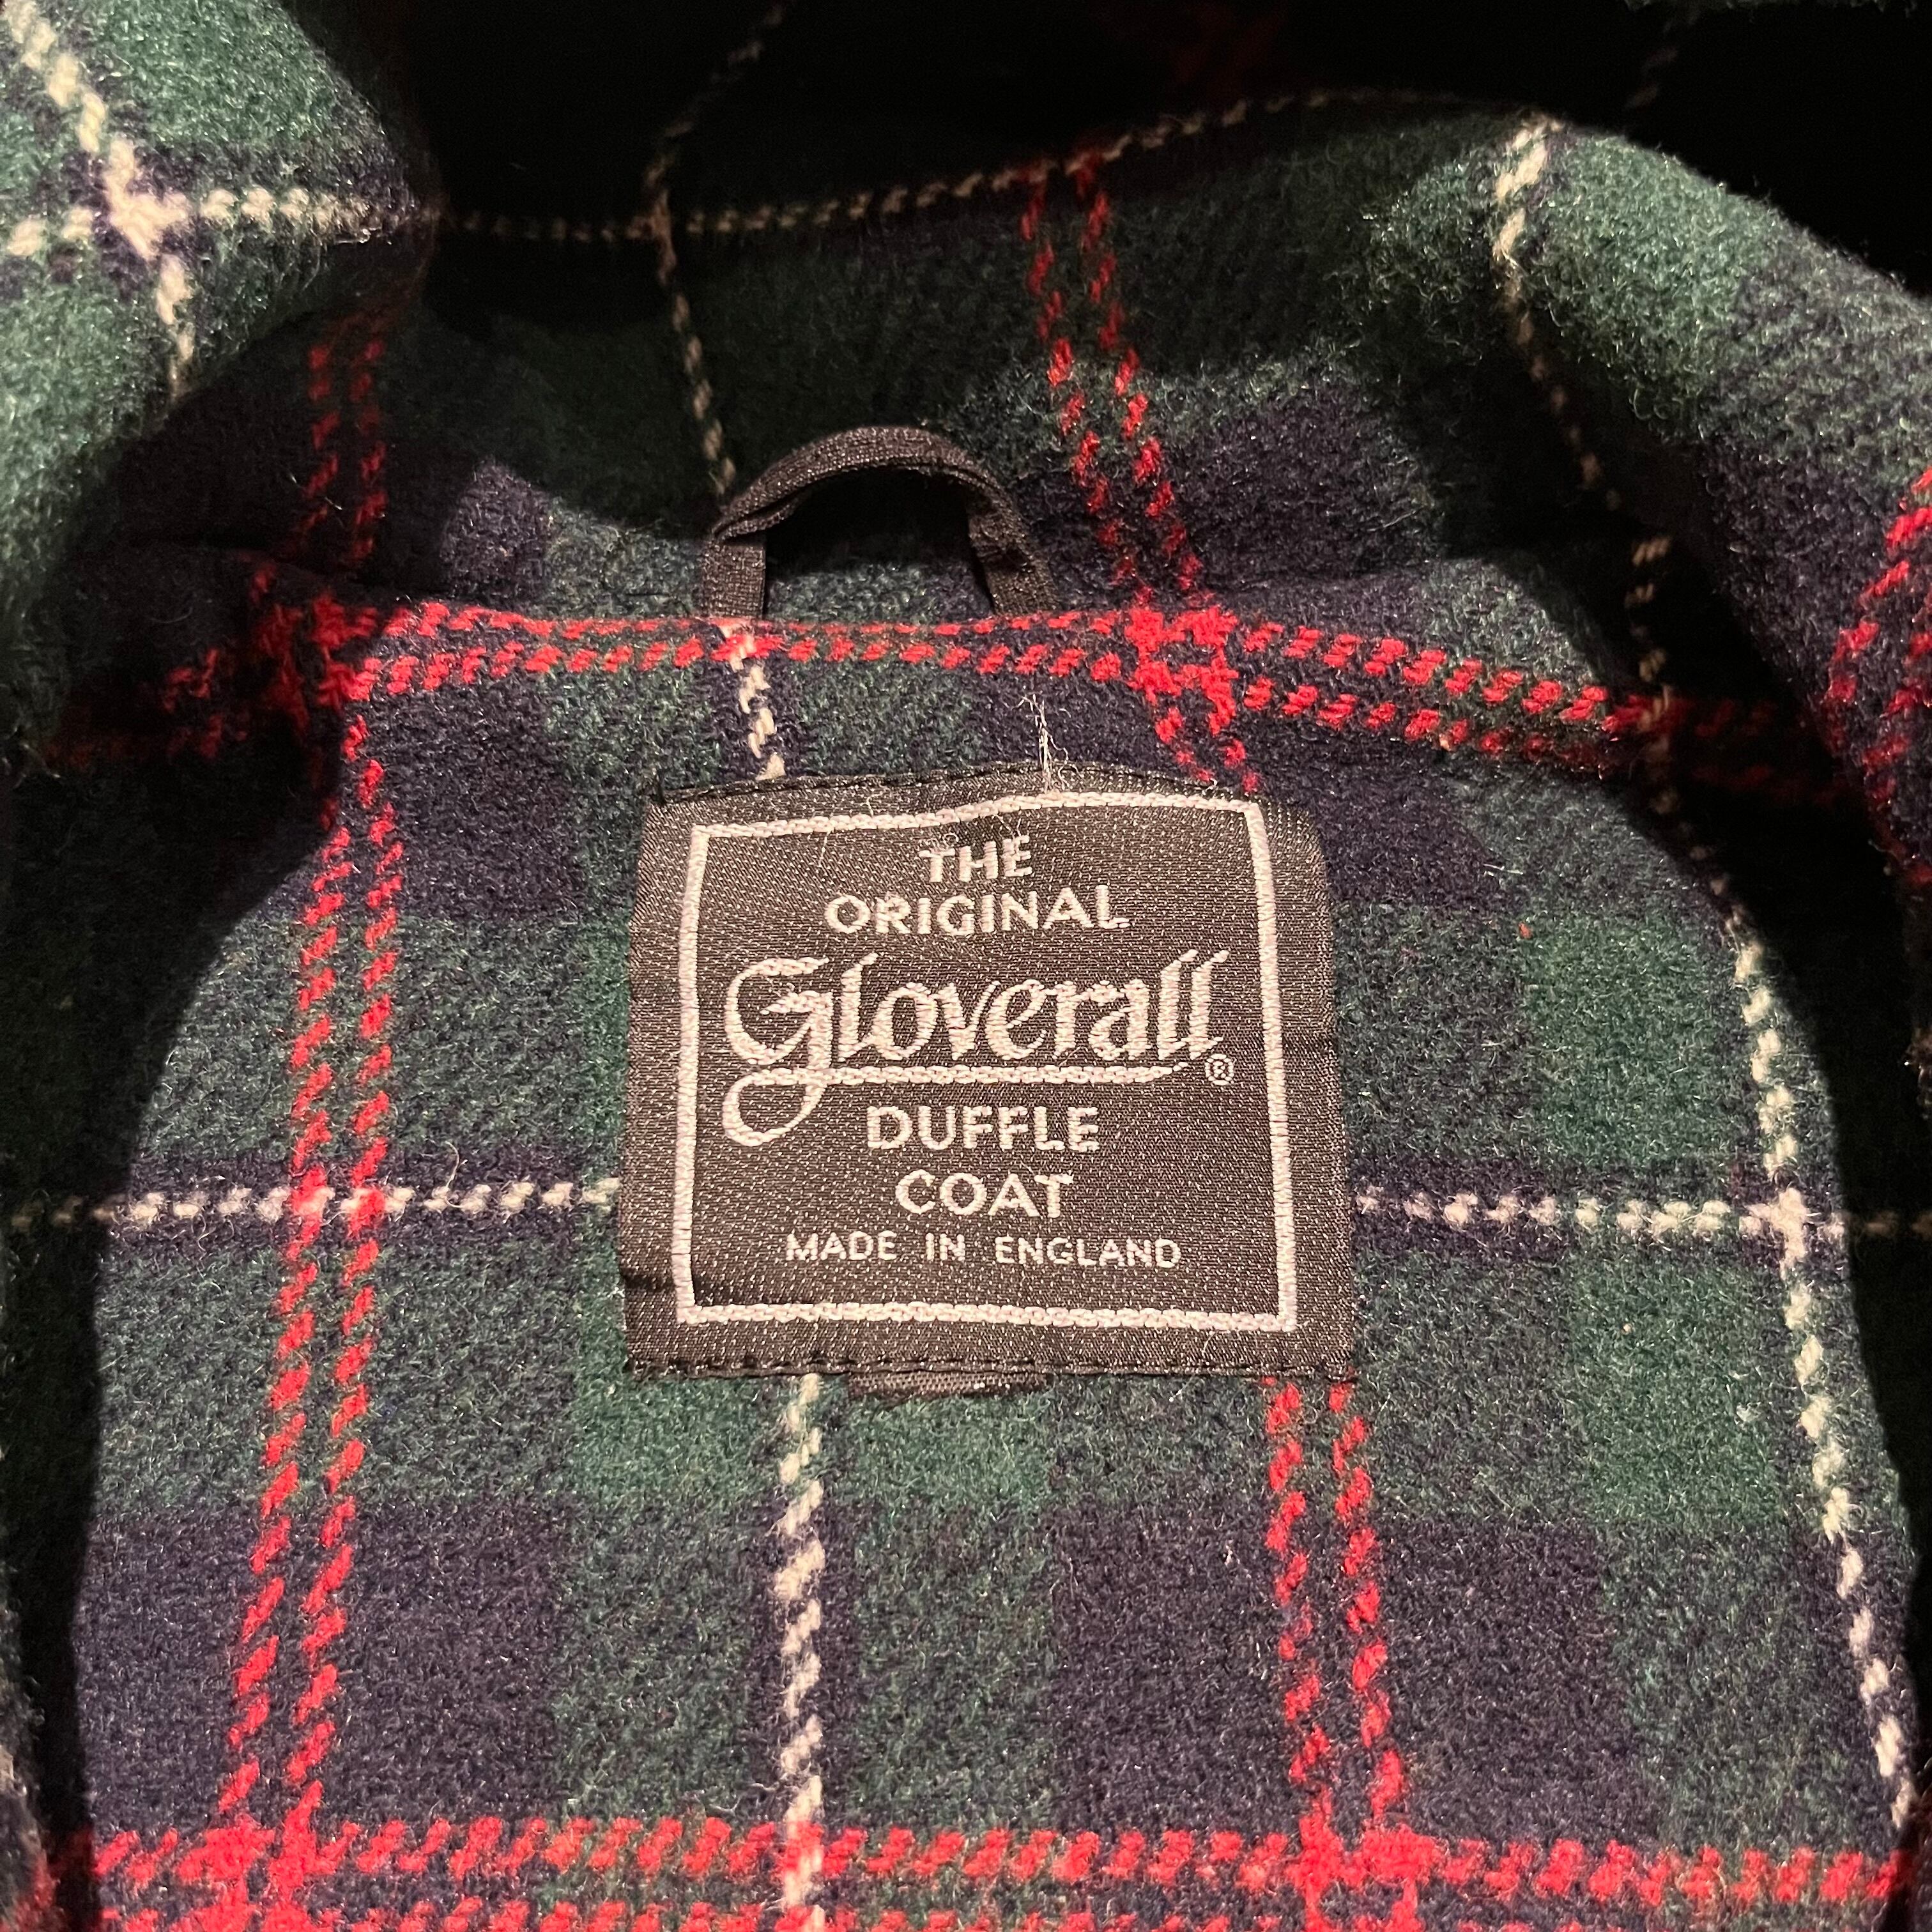 THE
ORIGINAL
Gloverall®
DUFFLE
COAT
MADE IN ENGLAND